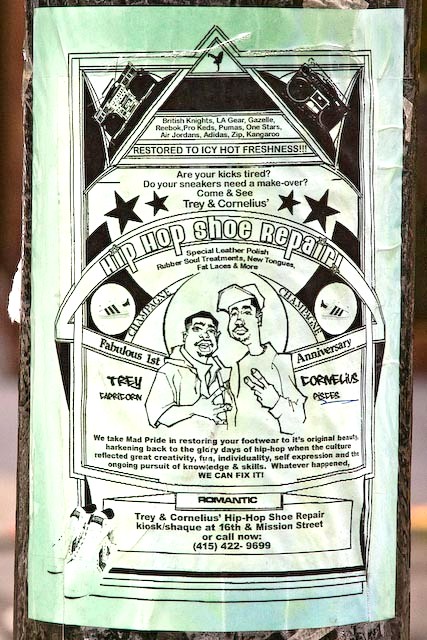 British Knights, LA Gear, Gazelle,
Reebok,Pro Keds, Pumas, One Stars,
Air Jordans, Adidas, Zip, Kangaroo
RESTORED TO ICY HOT FRESHNESS!!!
Are your kicks tired?
Do your sneakers need a make-over?
Come & See
Trey & Cornelius'
Hip Hop Shoe Repair!
Special Leather Polish
Rubber Soul Treatments, New Tongues,
Fat Laces & More
CHAMPAGNE
CHAMPAGNE
Fabulous 1st Anniversary
TREY
CAPRICORN
CORNELIUS
PISCES
We take Mad Pride in restoring your footwear to it's original beauty,
harkening back to the glory days of hip-hop when the culture
reflected great creativity, fun, individuality, self expression and the
ongoing pursuit of knowledge & skills. Whatever happened,
WE CAN FIX IT!
ROMANTIC
Trey & Cornelius' Hip-Hop Shoe Repair
kiosk/shaque at 16th & Mission Street
or call now:
(415) 422- 9699